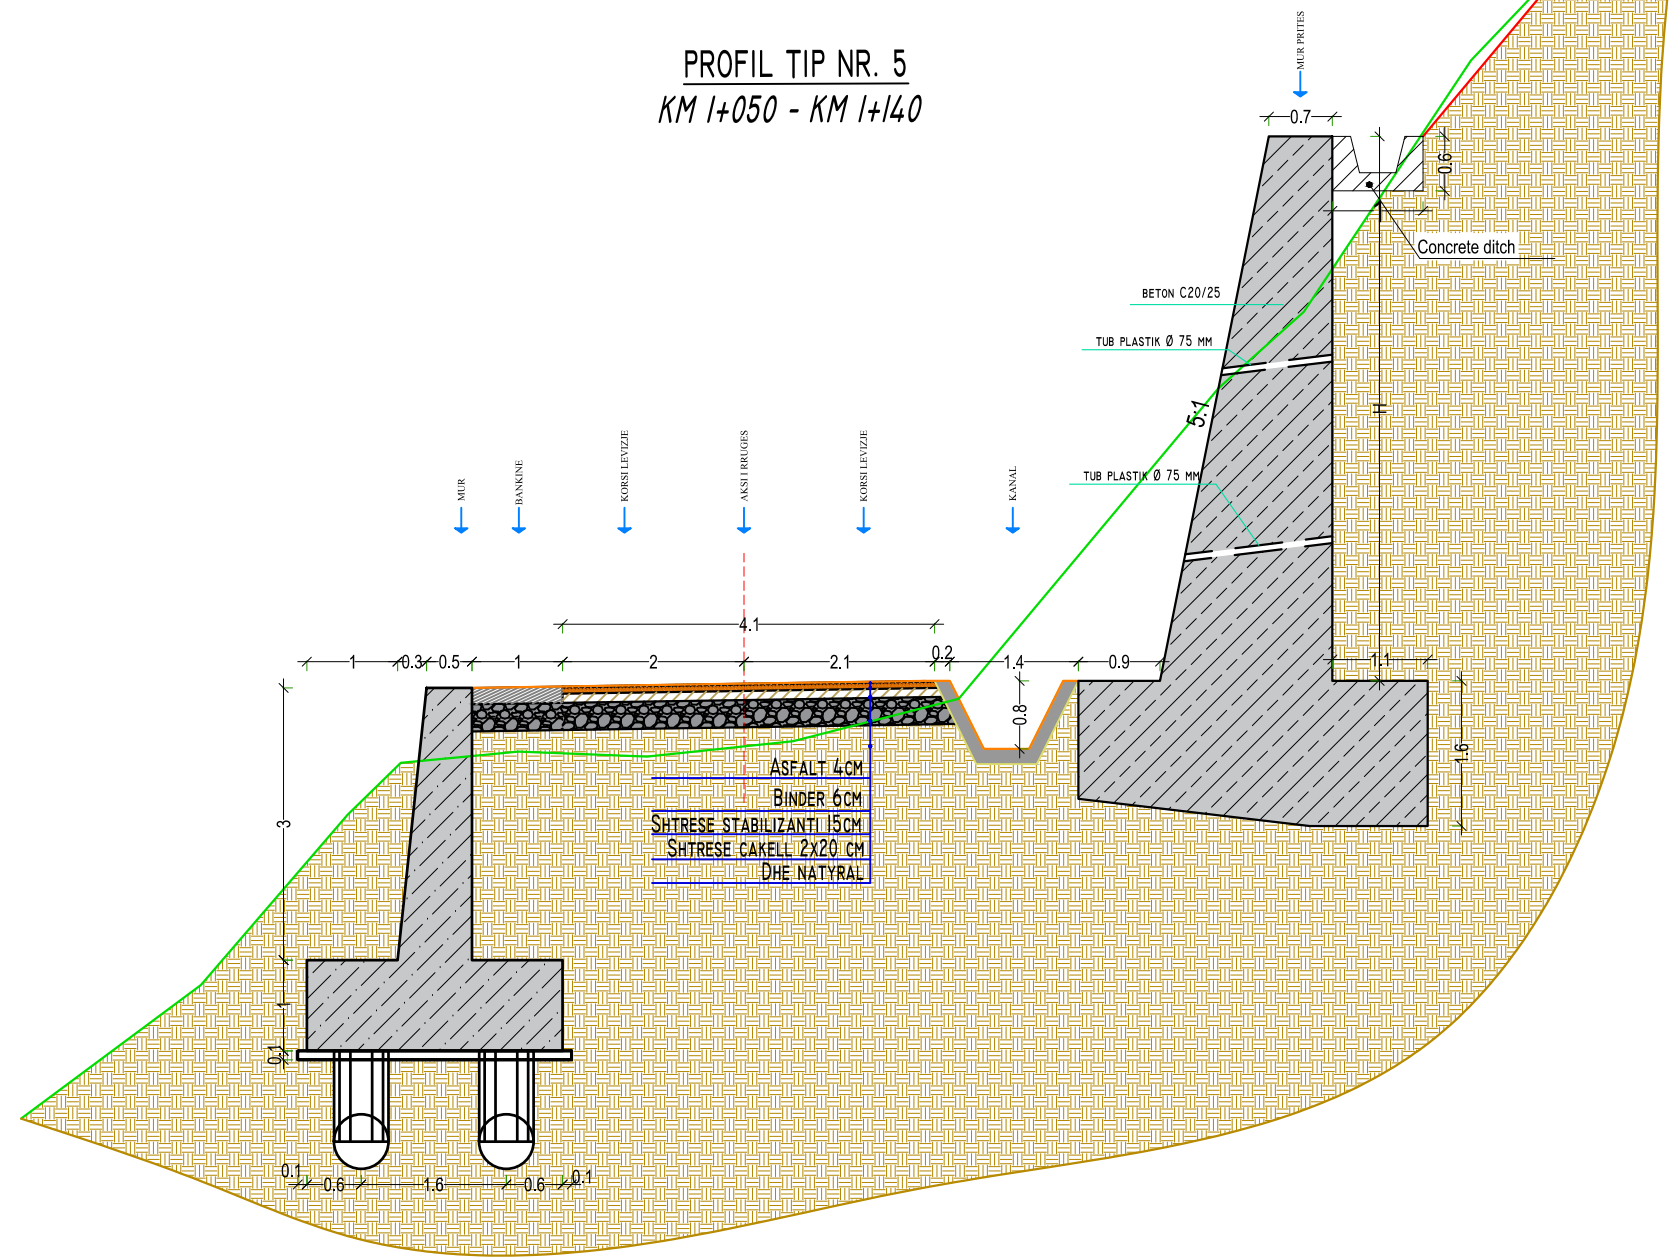 PROFIL TIP NR. 5
KM 1+050 - KM 1+140
MUR PRITES
0.7
0.6
1
Concrete ditch
BETON C20/25
TUB PLASTIK Ø 75 MM
5:1
H
TUB PLASTIK Ø 75 MM
MUR
BANKINE
KORSI LEVIZJE
AKSI I RRUGES
KORSI LEVIZJE
KANAL
4.1
1
0.3
0.5
1
2
2.1
0.2
1.4
0.9
1.1
0.8
1.6
ASFALT 4CM
BINDER 6CM
SHTRESE STABILIZANTI 15CM
SHTRESE CAKELL 2X20 CM
DHE NATYRAL
3
1
0.1
0.1
0.6
1.6
0.6
0.1